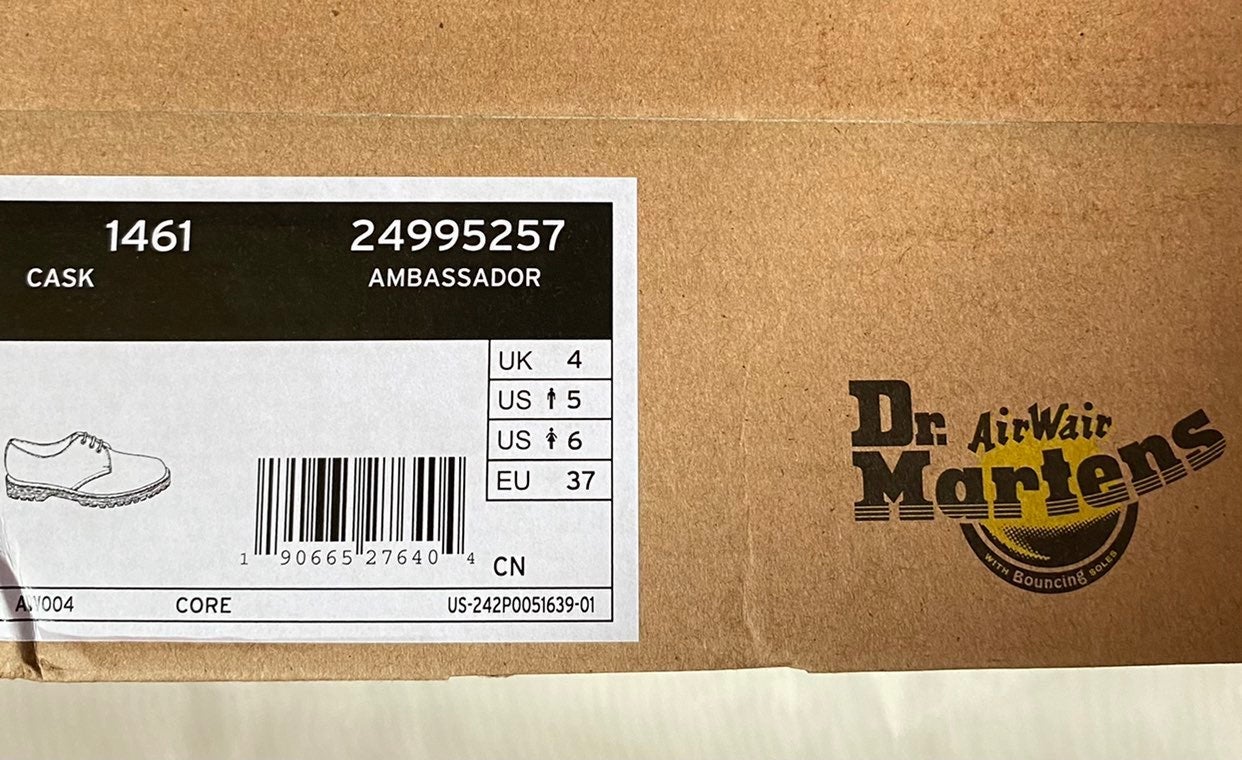 1461 24995257
CASK AMBASSADOR
UK 4
US 5
US 6
EU 37
1 90665 27640 4
CN
CORE US-242P0051639-01
Dr. AirWair
Martens
WITH Bouncing SOLES